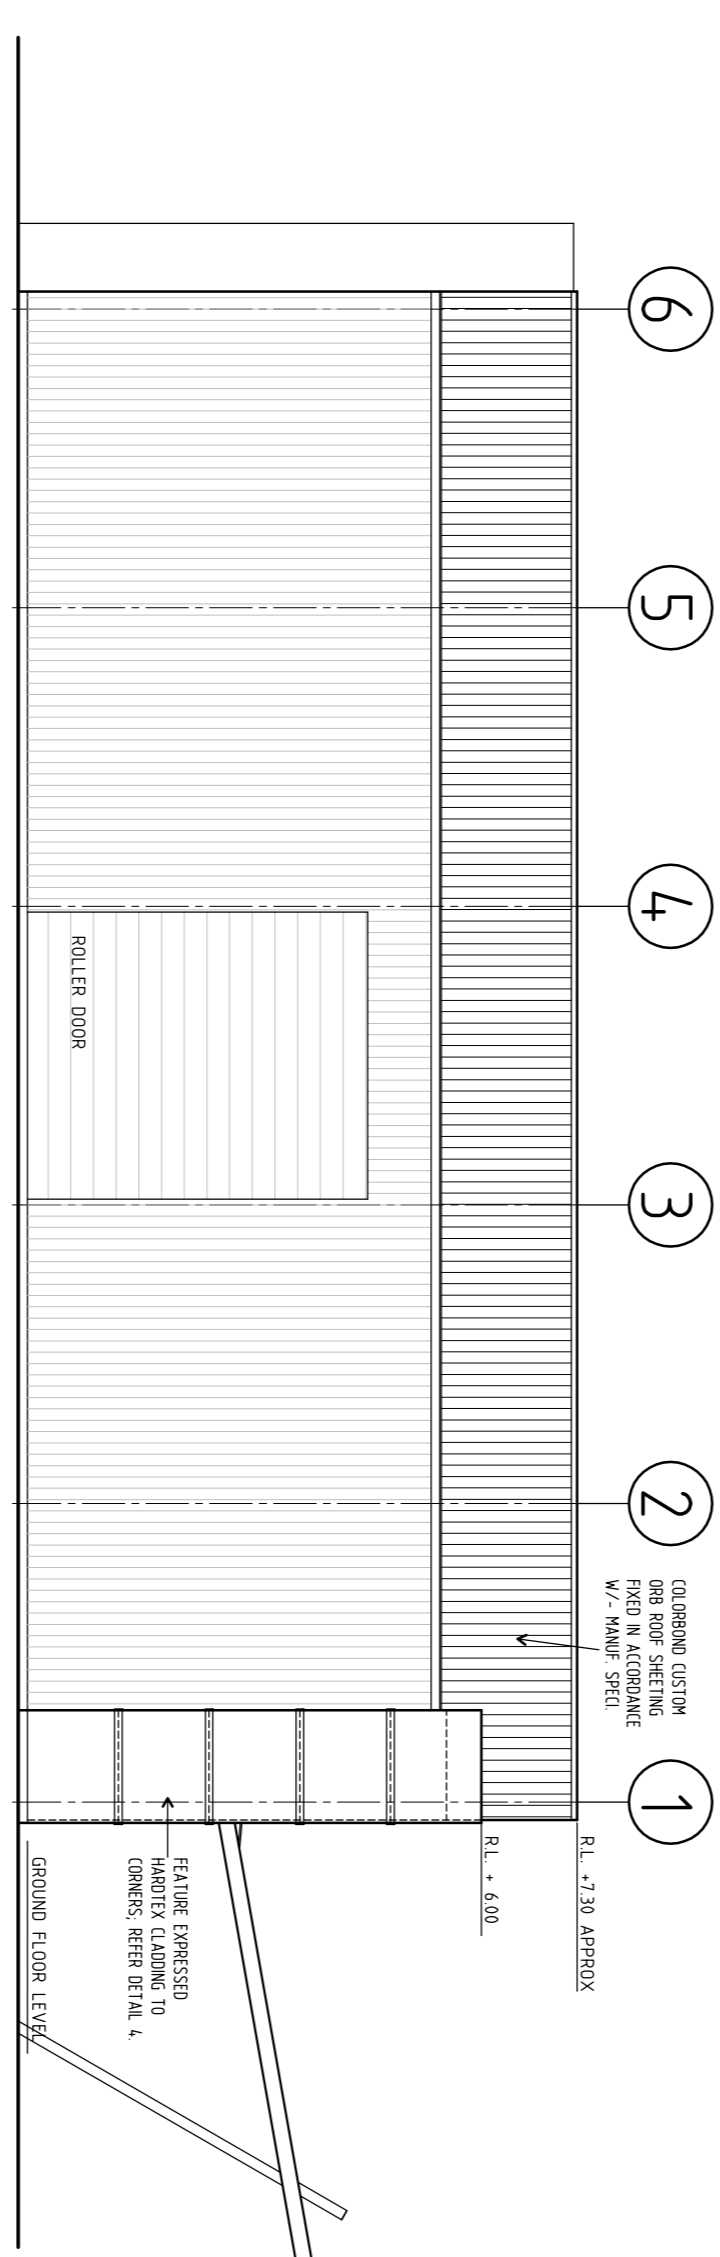 6
5
4
3
2
1
COLORBOND CUSTOM
ORB ROOF SHEETING
FIXED IN ACCORDANCE
W/- MANUF. SPECI.
R.L. +7.30 APPROX
R.L. + 6.00
ROLLER DOOR
FEATURE EXPRESSED
HARDTEX CLADDING TO
CORNERS; REFER DETAIL 4.
GROUND FLOOR LEVEL